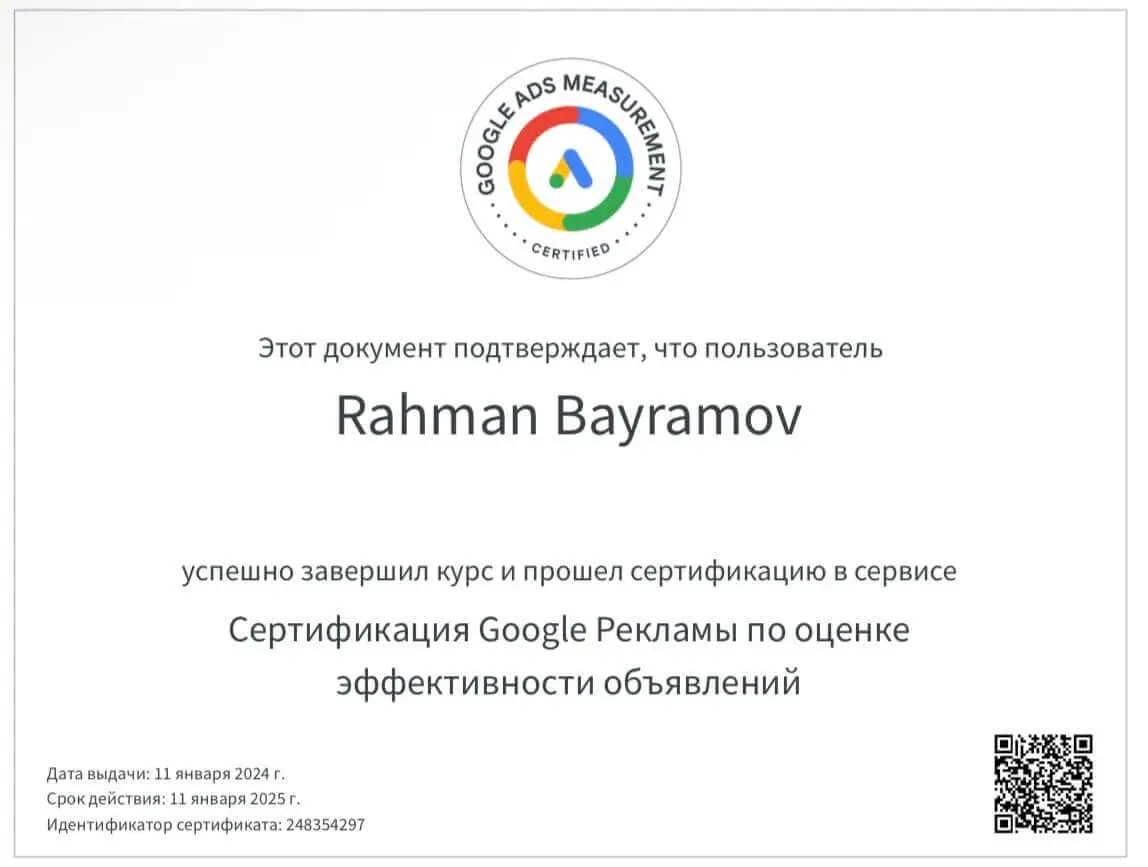 GOOGLE ADS MEASUREMENT
CERTIFIED
Этот документ подтверждает, что пользователь
Rahman Bayramov
успешно завершил курс и прошел сертификацию в сервисе
Сертификация Google Рекламы по оценке
эффективности объявлений
Дата выдачи: 11 января 2024 г.
Срок действия: 11 января 2025 г.
Идентификатор сертификата: 248354297